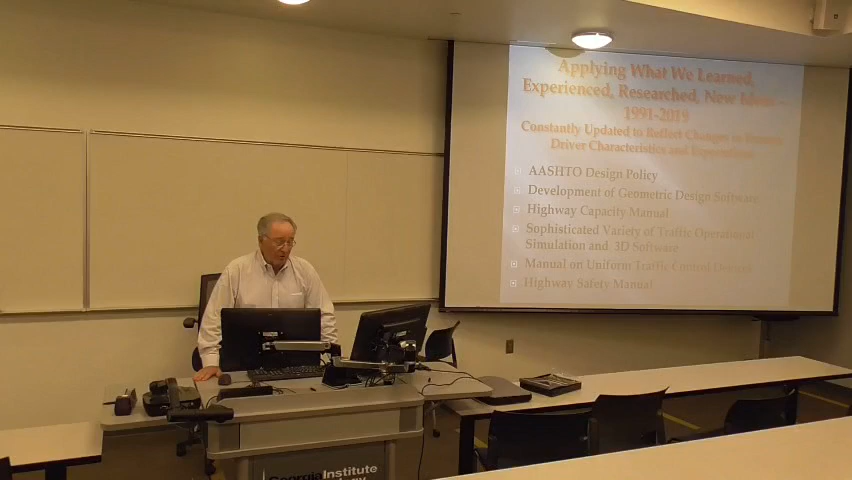 Applying What We Learned,
Experienced, Researched, New Ideas –
1991-2019
Constantly Updated to Reflect Changes in
Driver Characteristics and Expectations
AASHTO Design Policy
Development of Geometric Design Software
Highway Capacity Manual
Sophisticated Variety of Traffic Operational
Simulation and 3D Software
Manual on Uniform Traffic Control Devices
Highway Safety Manual
Georgia Institute